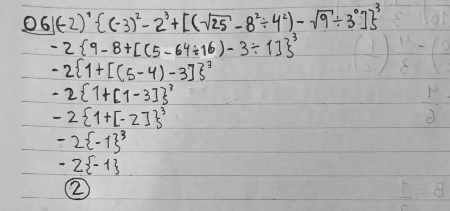 06) (-2)¹{(-3)² - 2³ + [(√25 - 8² ÷ 4²) - √9 ÷ 3⁰]}³
-2{9 - 8 + [(5 - 64 ÷ 16) - 3 ÷ 1]}³
-2{1 + [(5 - 4) - 3]}³
-2{1 + [1 - 3]}³
-2{1 + [-2]}³
-2{-1}³
-2{-1}
2